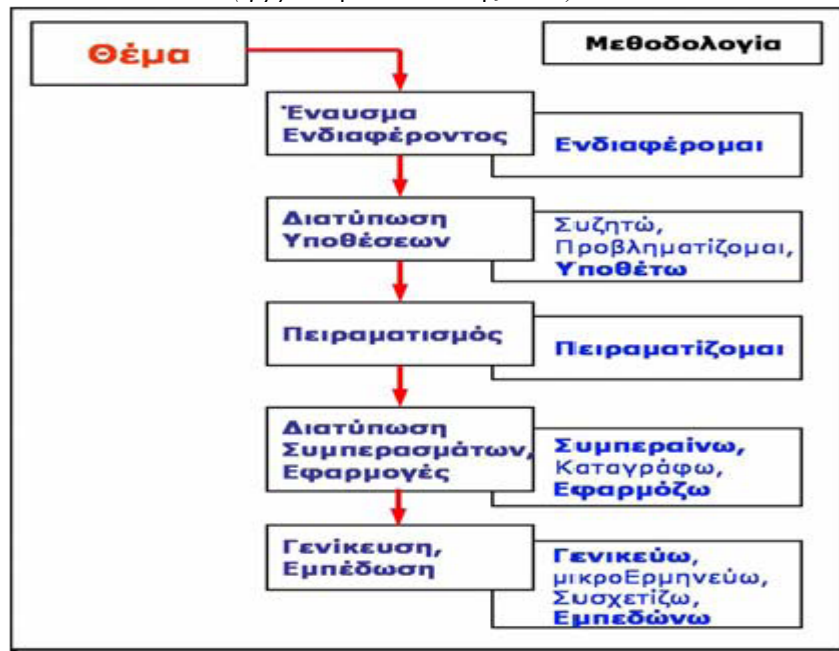 Θέμα
Μεθοδολογία
Έναυσμα
Ενδιαφέροντος
Ενδιαφέρομαι
Διατύπωση
Υποθέσεων
Συζητώ,
Προβληματίζομαι,
Υποθέτω
Πειραματισμός
Πειραματίζομαι
Διατύπωση
Συμπερασμάτων,
Εφαρμογές
Συμπεραίνω,
Καταγράφω,
Εφαρμόζω
Γενίκευση,
Εμπέδωση
Γενικεύω,
μικροΕρμηνεύω,
Συσχετίζω,
Εμπεδώνω